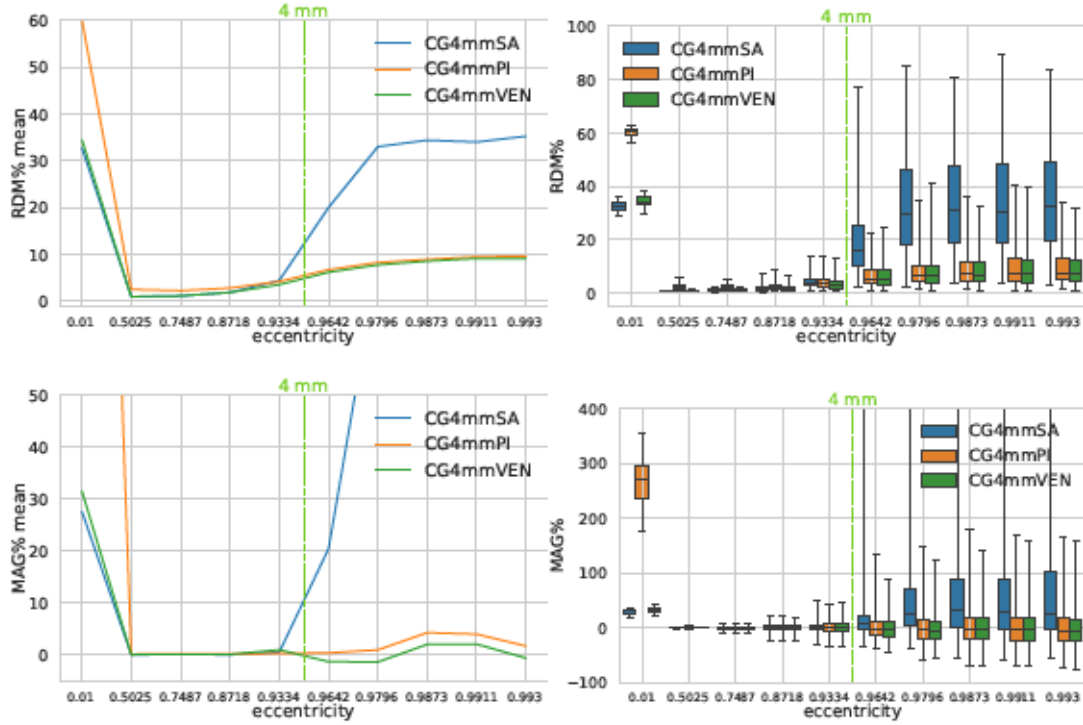 4 mm
60
50
40
30
20
10
0
RDM% mean
CG4mmSA
CG4mmPI
CG4mmVEN
0.01 0.5025 0.7487 0.8718 0.9334 0.9642 0.9796 0.9873 0.9911 0.993
eccentricity
4 mm
100
80
60
40
20
0
RDM%
CG4mmSA
CG4mmPI
CG4mmVEN
0.01 0.5025 0.7487 0.8718 0.9334 0.9642 0.9796 0.9873 0.9911 0.993
eccentricity
4 mm
50
40
30
20
10
0
MAG% mean
CG4mmSA
CG4mmPI
CG4mmVEN
0.01 0.5025 0.7487 0.8718 0.9334 0.9642 0.9796 0.9873 0.9911 0.993
eccentricity
4 mm
400
300
200
100
0
−100
MAG%
CG4mmSA
CG4mmPI
CG4mmVEN
0.01 0.5025 0.7487 0.8718 0.9334 0.9642 0.9796 0.9873 0.9911 0.993
eccentricity